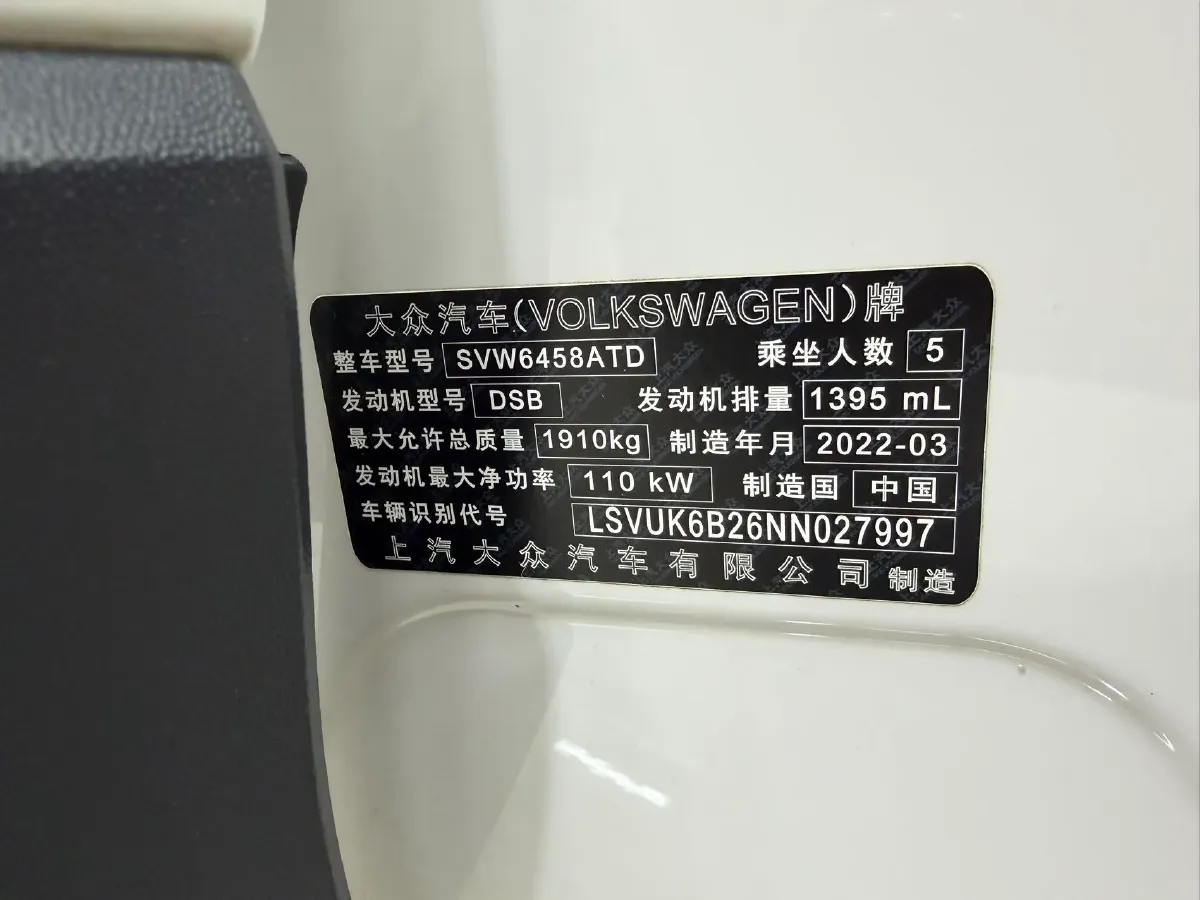 大众汽车(VOLKSWAGEN)牌
整车型号 SVW6458ATD 乘坐人数 5
发动机型号 DSB 发动机排量 1395 mL
最大允许总质量 1910kg 制造年月 2022-03
发动机最大净功率 110 kW 制造国 中国
车辆识别代号 LSVUK6B26NN027997
上汽大众汽车有限公司 制造